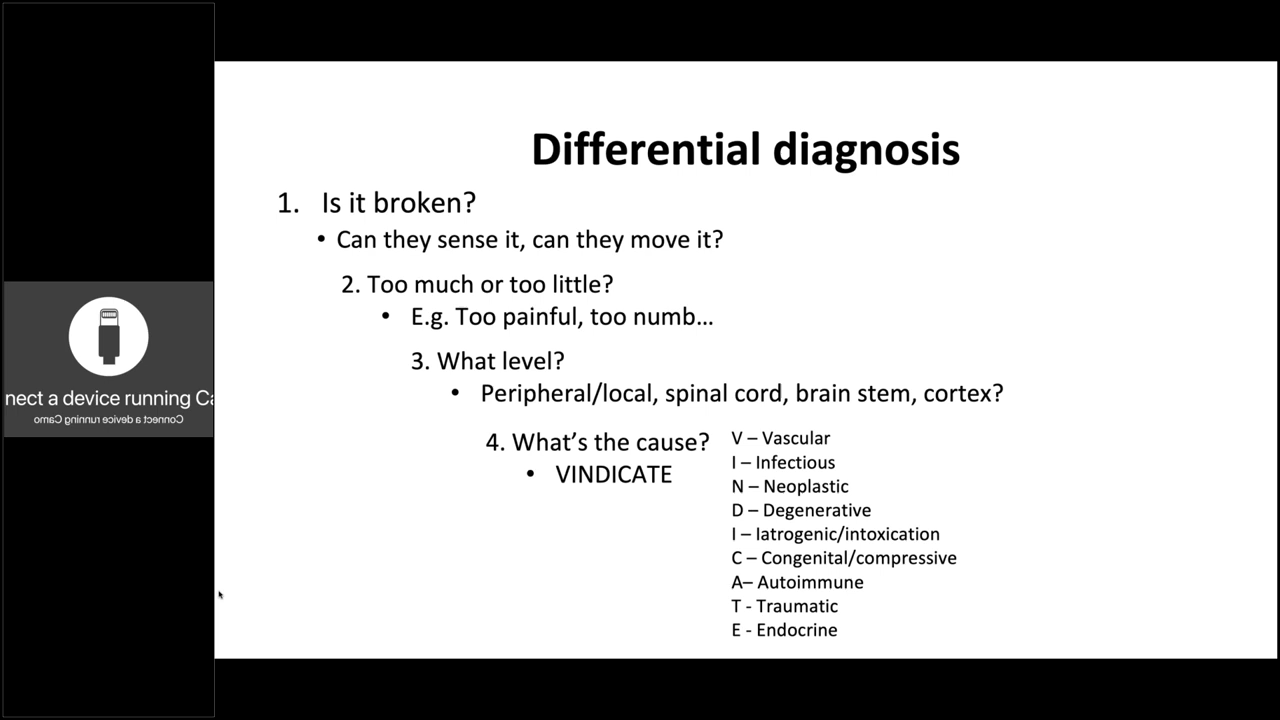 Differential diagnosis
1. Is it broken?
• Can they sense it, can they move it?
2. Too much or too little?
• E.g. Too painful, too numb...
3. What level?
• Peripheral/local, spinal cord, brain stem, cortex?
4. What's the cause?
• VINDICATE
V – Vascular
I – Infectious
N – Neoplastic
D – Degenerative
I – Iatrogenic/intoxication
C – Congenital/compressive
A– Autoimmune
T - Traumatic
E - Endocrine
nect a device running Ca
Connect a device running Camo